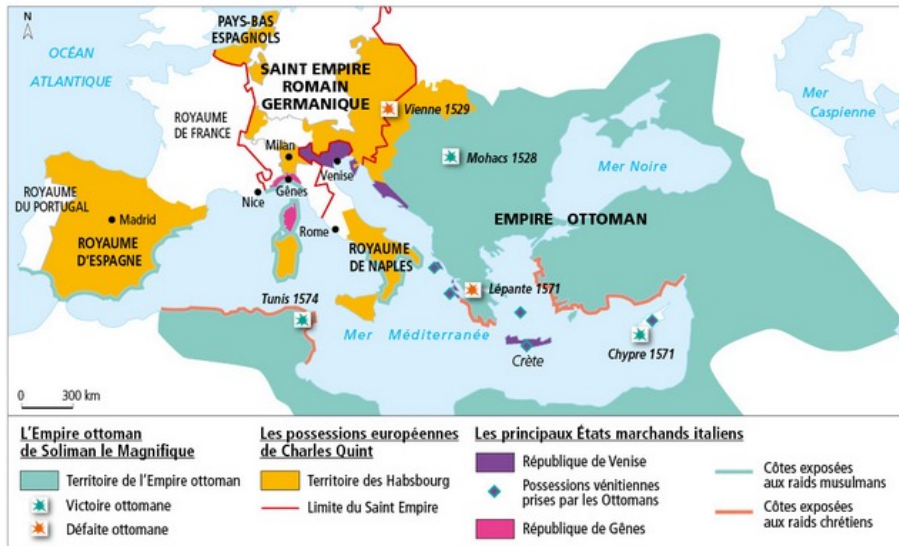 N
OCÉAN
ATLANTIQUE
PAYS-BAS
ESPAGNOLS
SAINT EMPIRE
ROMAIN
GERMANIQUE
Vienne 1529
Mer
Caspienne
ROYAUME
DE FRANCE
Milan
Mohacs 1528
Venise
Mer Noire
Gênes
Nice
ROYAUME
DU PORTUGAL
Madrid
ROYAUME
D'ESPAGNE
Rome
ROYAUME
DE NAPLES
EMPIRE OTTOMAN
Tunis 1574
Lépante 1571
Mer Méditerranée
Crète
Chypre 1571
0 300 km
L'Empire ottoman
de Soliman le Magnifique
Territoire de l'Empire ottoman
Victoire ottomane
Défaite ottomane
Les possessions européennes
de Charles Quint
Territoire des Habsbourg
Limite du Saint Empire
Les principaux États marchands italiens
République de Venise
Possessions vénitiennes
prises par les Ottomans
République de Gênes
Côtes exposées
aux raids musulmans
Côtes exposées
aux raids chrétiens